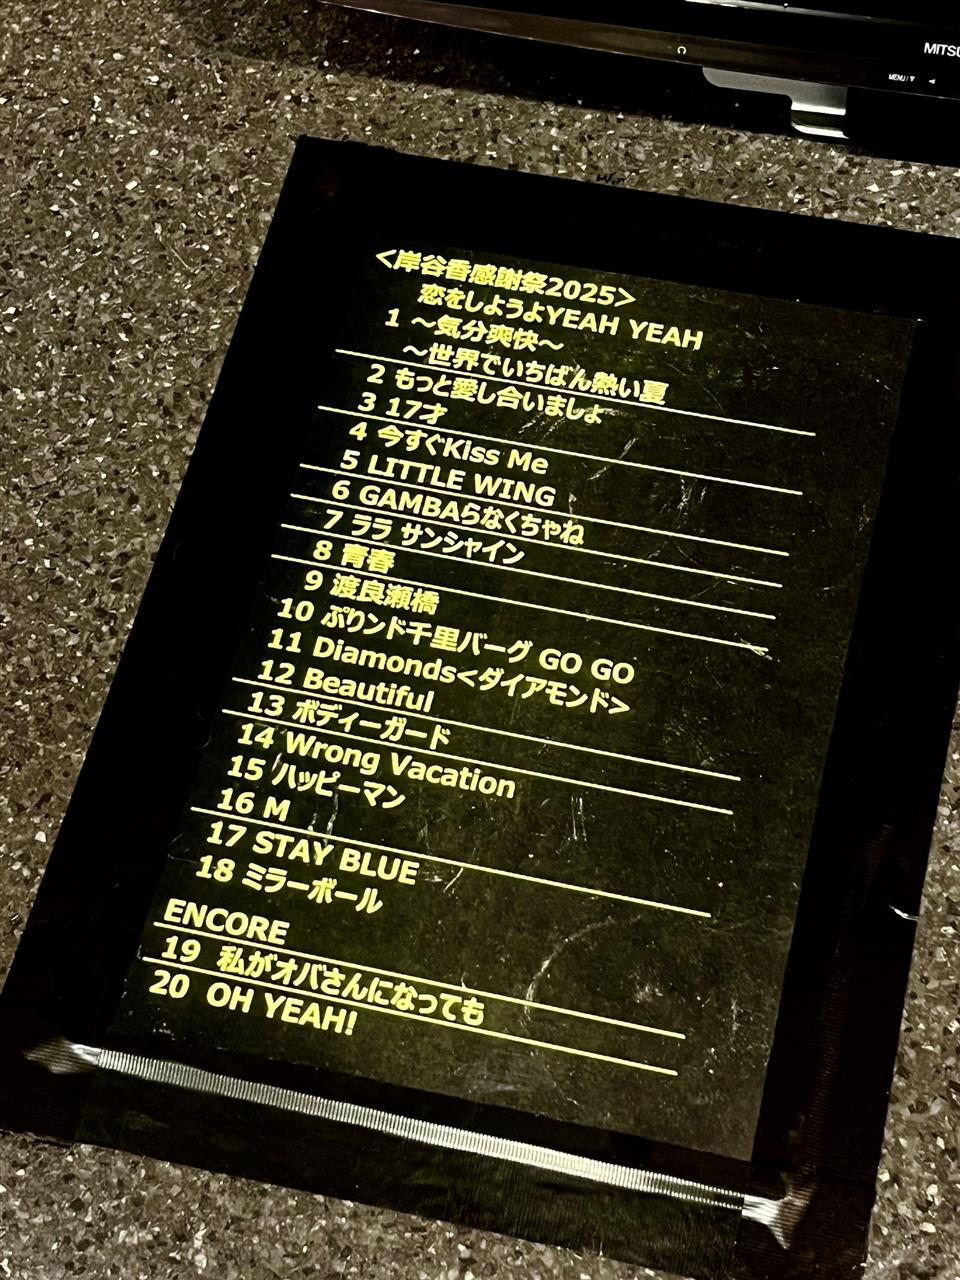 MITSU
MENU/▽ ◀
<岸谷香感謝祭2025>
恋をしようよYEAH YEAH
1 ～気分爽快～
～世界でいちばん熱い夏
2 もっと愛し合いましょ
3 17才
4 今すぐKiss Me
5 LITTLE WING
6 GAMBAらなくちゃね
7 ララ サンシャイン
8 青春
9 渡良瀬橋
10 ぷりンド千里バーグ GO GO
11 Diamonds<ダイアモンド>
12 Beautiful
13 ボディーガード
14 Wrong Vacation
15 ハッピーマン
16 M
17 STAY BLUE
18 ミラーボール
ENCORE
19 私がオバさんになっても
20 OH YEAH!